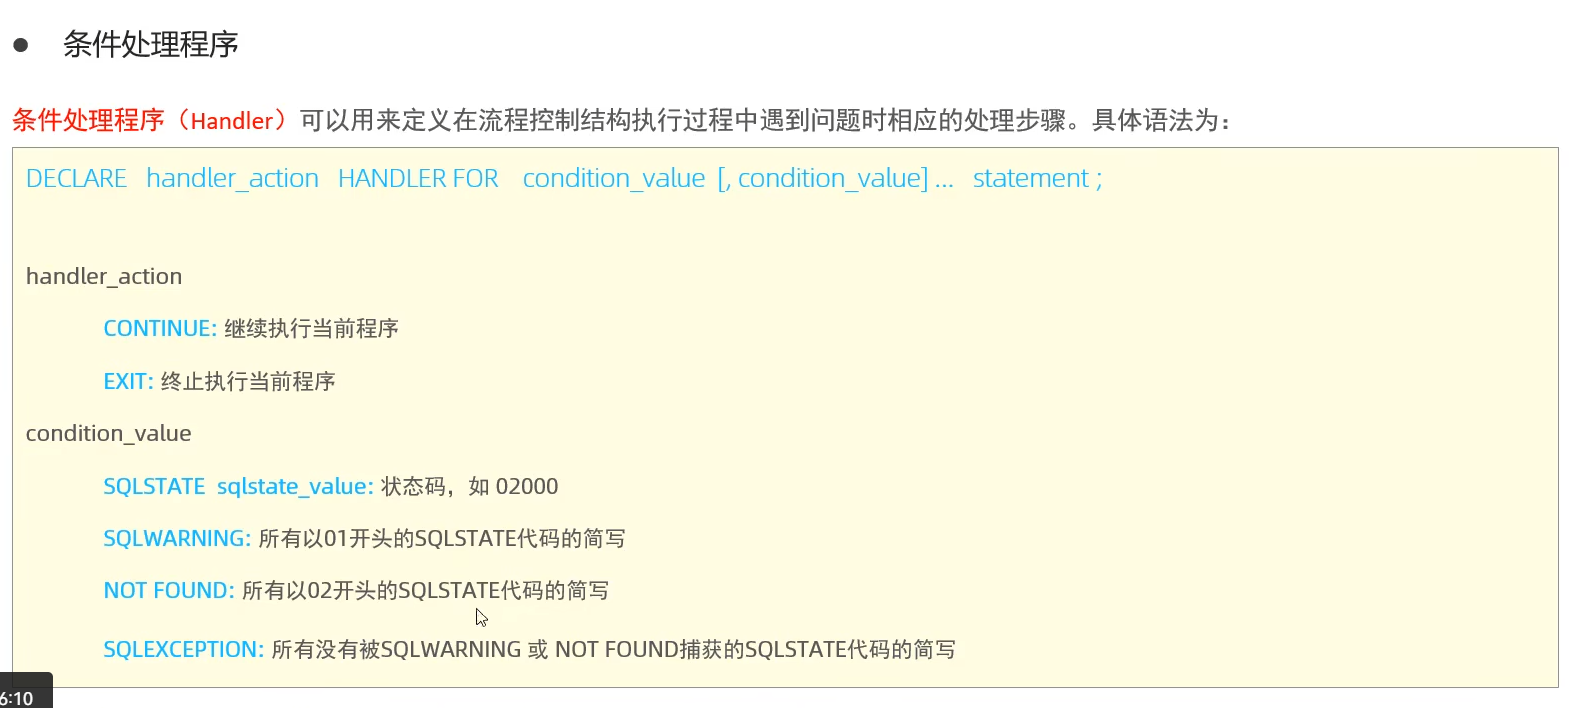 ● 条件处理程序
条件处理程序（Handler）可以用来定义在流程控制结构执行过程中遇到问题时相应的处理步骤。具体语法为：
DECLARE handler_action HANDLER FOR condition_value [, condition_value] ... statement ;
handler_action
CONTINUE: 继续执行当前程序
EXIT: 终止执行当前程序
condition_value
SQLSTATE sqlstate_value: 状态码，如 02000
SQLWARNING: 所有以01开头的SQLSTATE代码的简写
NOT FOUND: 所有以02开头的SQLSTATE代码的简写
SQLEXCEPTION: 所有没有被SQLWARNING 或 NOT FOUND捕获的SQLSTATE代码的简写
6:10